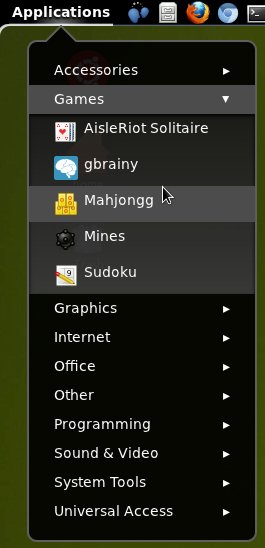 Applications
Accessories
Games
AisleRiot Solitaire
gbrainy
Mahjongg
Mines
Sudoku
Graphics
Internet
Office
Other
Programming
Sound & Video
System Tools
Universal Access